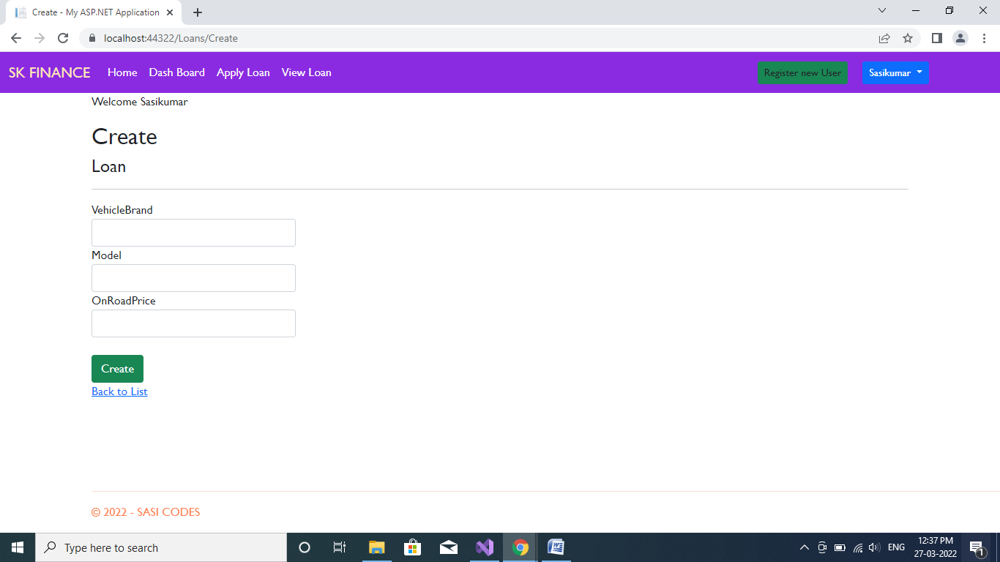 Create - My ASP.NET Application
localhost:44322/Loans/Create
SK FINANCE Home Dash Board Apply Loan View Loan Register new User Sasikumar
Welcome Sasikumar
Create
Loan
VehicleBrand
Model
OnRoadPrice
Create
Back to List
© 2022 - SASI CODES
Type here to search
ENG
12:37 PM
27-03-2022
1